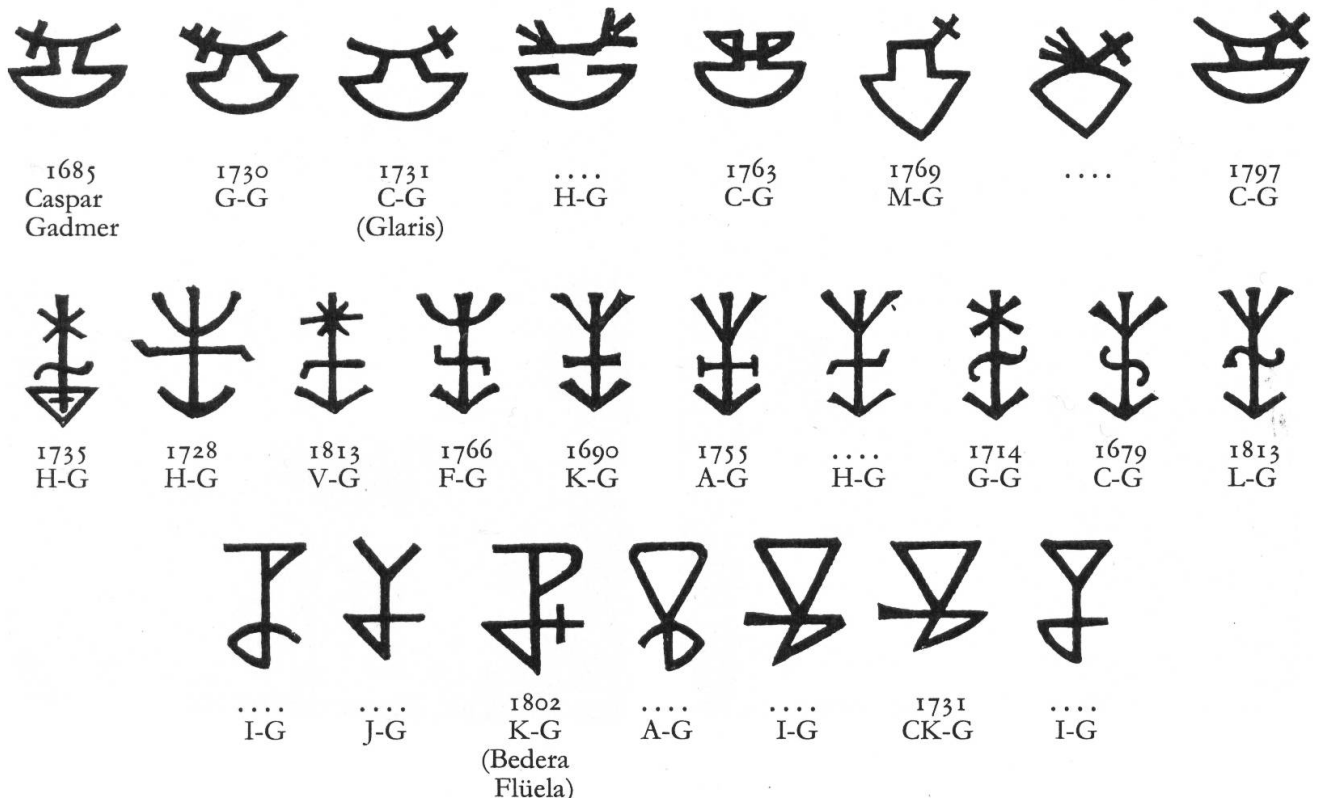 1685 1730 1731 .... 1763 1769 .... 1797
Caspar G-G C-G H-G C-G M-G C-G
Gadmer (Glaris)
1735 1728 1813 1766 1690 1755 .... 1714 1679 1813
H-G H-G V-G F-G K-G A-G H-G G-G C-G L-G
.... .... 1802 .... .... 1731 ....
I-G J-G K-G A-G I-G CK-G I-G
(Bedera
Flüela)